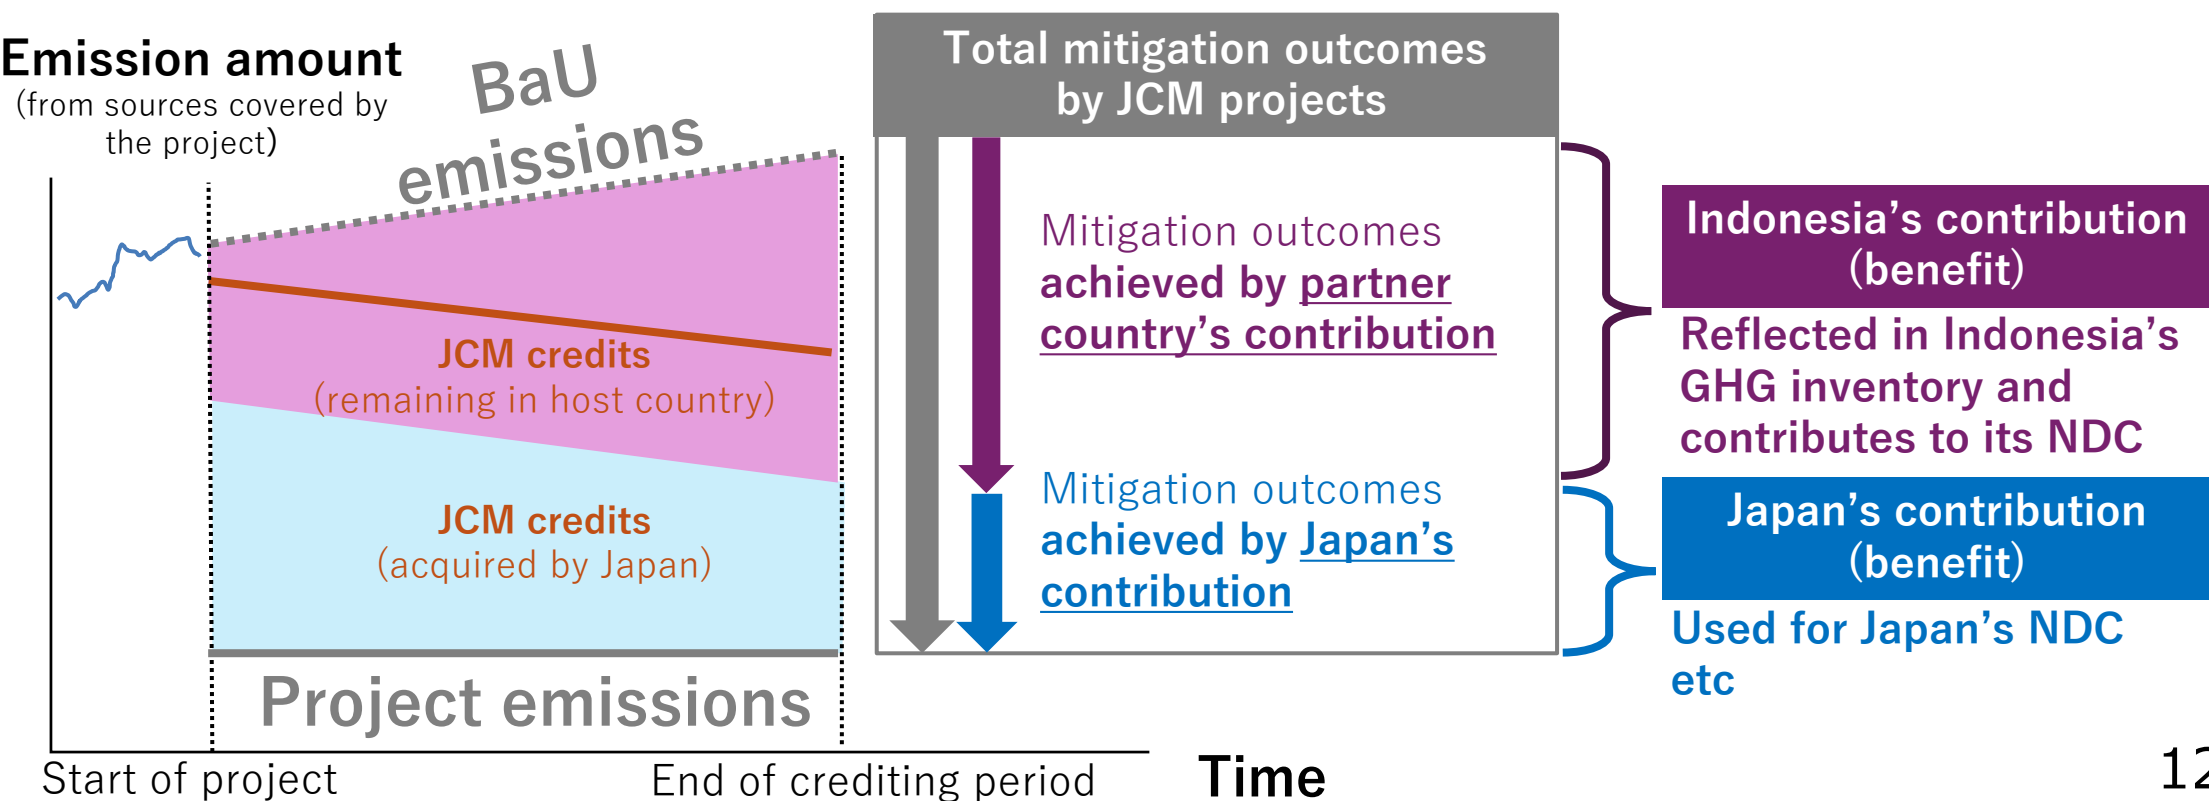 Emission amount
(from sources covered by
the project)
BaU
emissions
JCM credits
(remaining in host country)
JCM credits
(acquired by Japan)
Project emissions
Start of project
End of crediting period
Time
Total mitigation outcomes
by JCM projects
Mitigation outcomes
achieved by partner
country’s contribution
Mitigation outcomes
achieved by Japan’s
contribution
Indonesia’s contribution
(benefit)
Reflected in Indonesia’s
GHG inventory and
contributes to its NDC
Japan’s contribution
(benefit)
Used for Japan’s NDC
etc
12